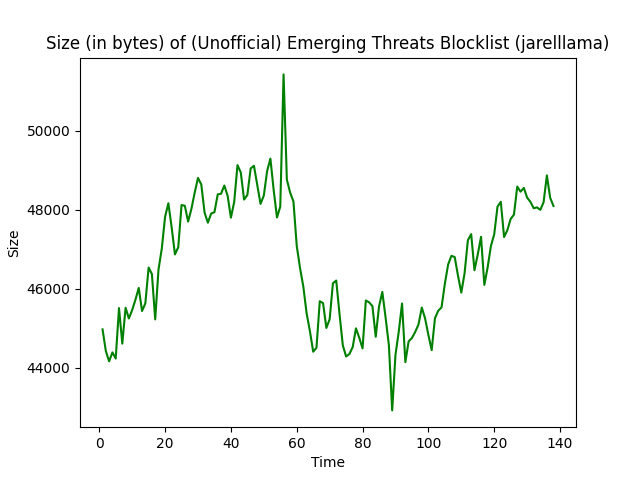 Size (in bytes) of (Unofficial) Emerging Threats Blocklist (jarelllama)
50000
48000
46000
44000
Size
0 20 40 60 80 100 120 140
Time